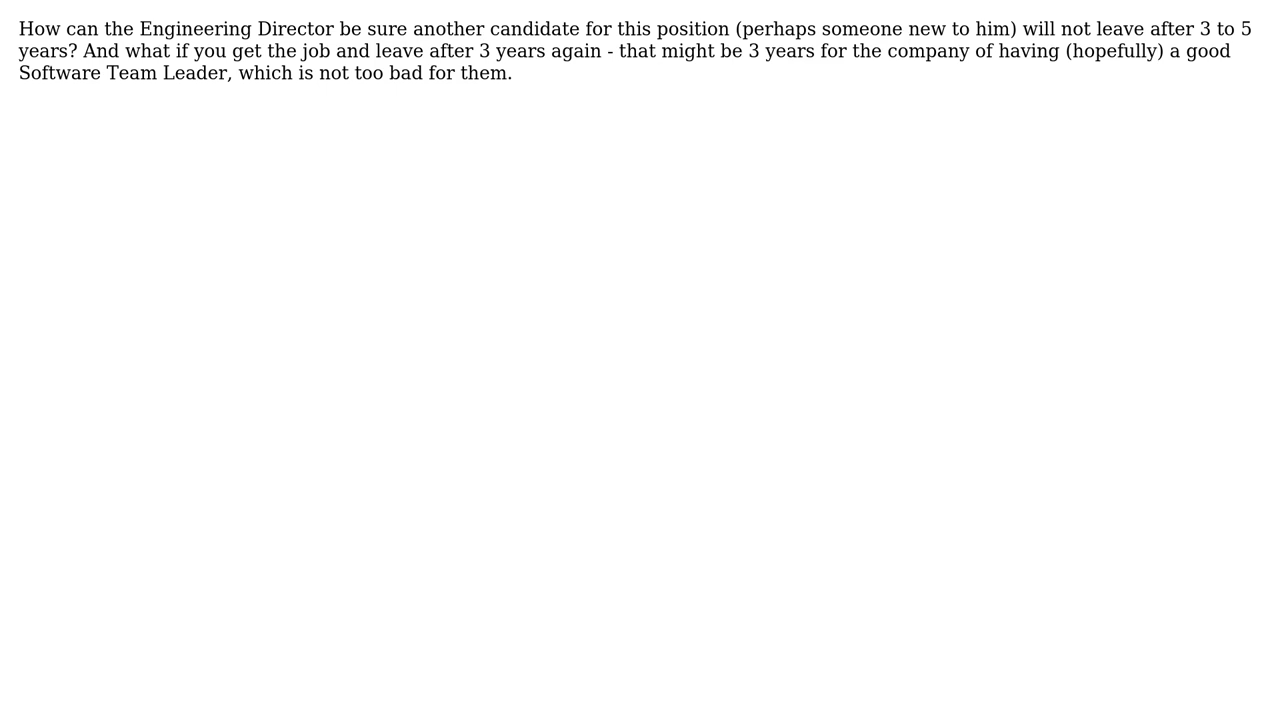 How can the Engineering Director be sure another candidate for this position (perhaps someone new to him) will not leave after 3 to 5
years? And what if you get the job and leave after 3 years again - that might be 3 years for the company of having (hopefully) a good
Software Team Leader, which is not too bad for them.